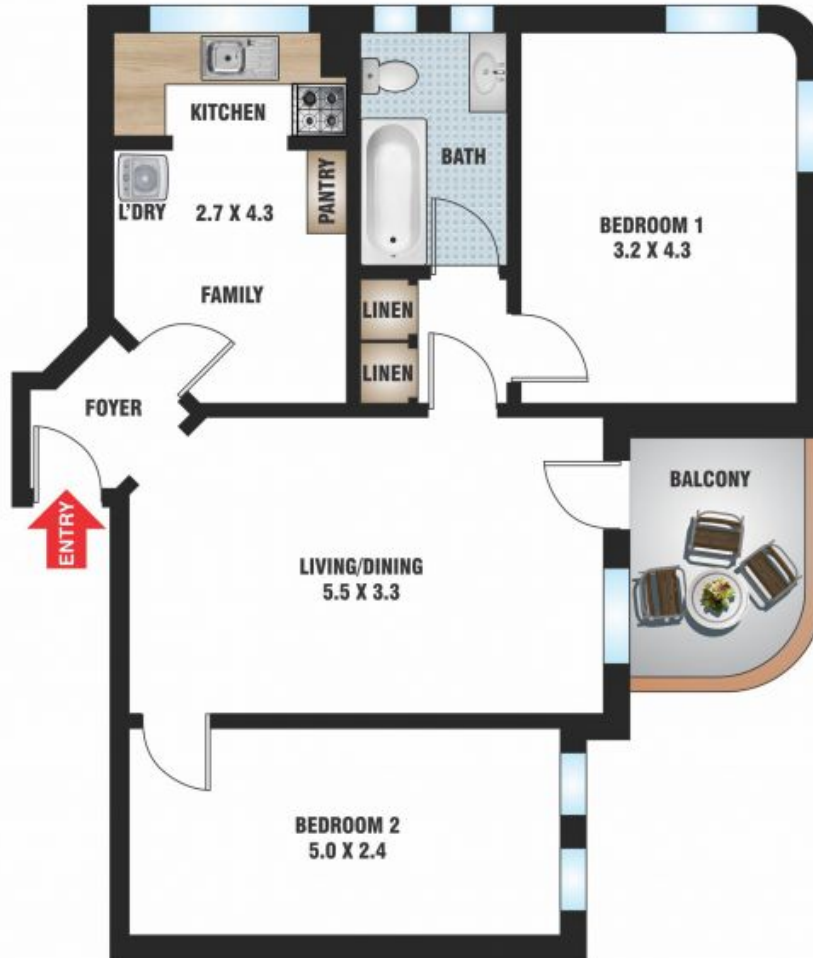 KITCHEN
L'DRY
2.7 X 4.3
PANTRY
FAMILY
BATH
BEDROOM 1
3.2 X 4.3
LINEN
LINEN
FOYER
ENTRY
BALCONY
LIVING/DINING
5.5 X 3.3
BEDROOM 2
5.0 X 2.4